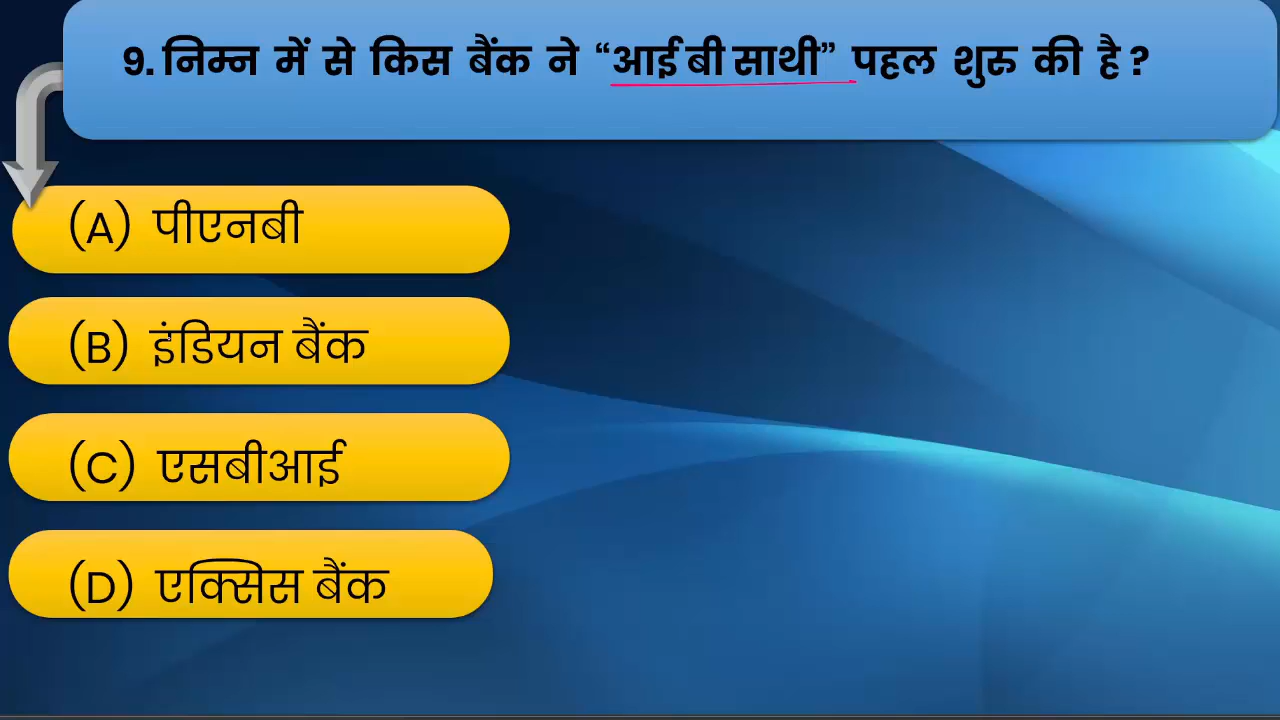 9. निम्न में से किस बैंक ने “आई बी साथी” पहल शुरु की है ?
(A) पीएनबी
(B) इंडियन बैंक
(C) एसबीआई
(D) एक्सिस बैंक